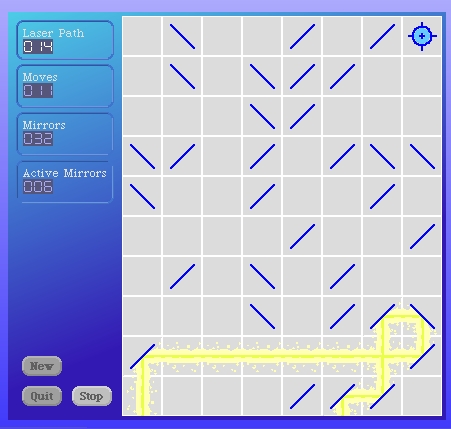 Laser Path
014
Moves
011
Mirrors
032
Active Mirrors
006
New
Quit Stop